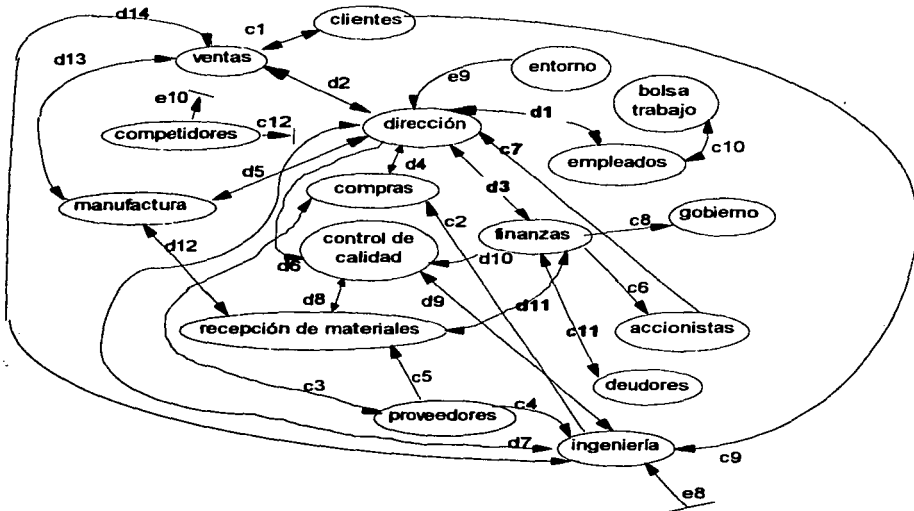 d14
c1
clientes
ventas
d13
d2
e9
entorno
bolsa
trabajo
e10
competidores
c12
dirección
d1
c7
c10
empleados
d5
d4
compras
d3
manufactura
c2
finanzas
c8
gobierno
control de
calidad
d12
d6
d10
d8
d9
d11
c6
recepción de materiales
c11
accionistas
c5
c3
deudores
proveedores
c4
d7
ingeniería
c9
e8